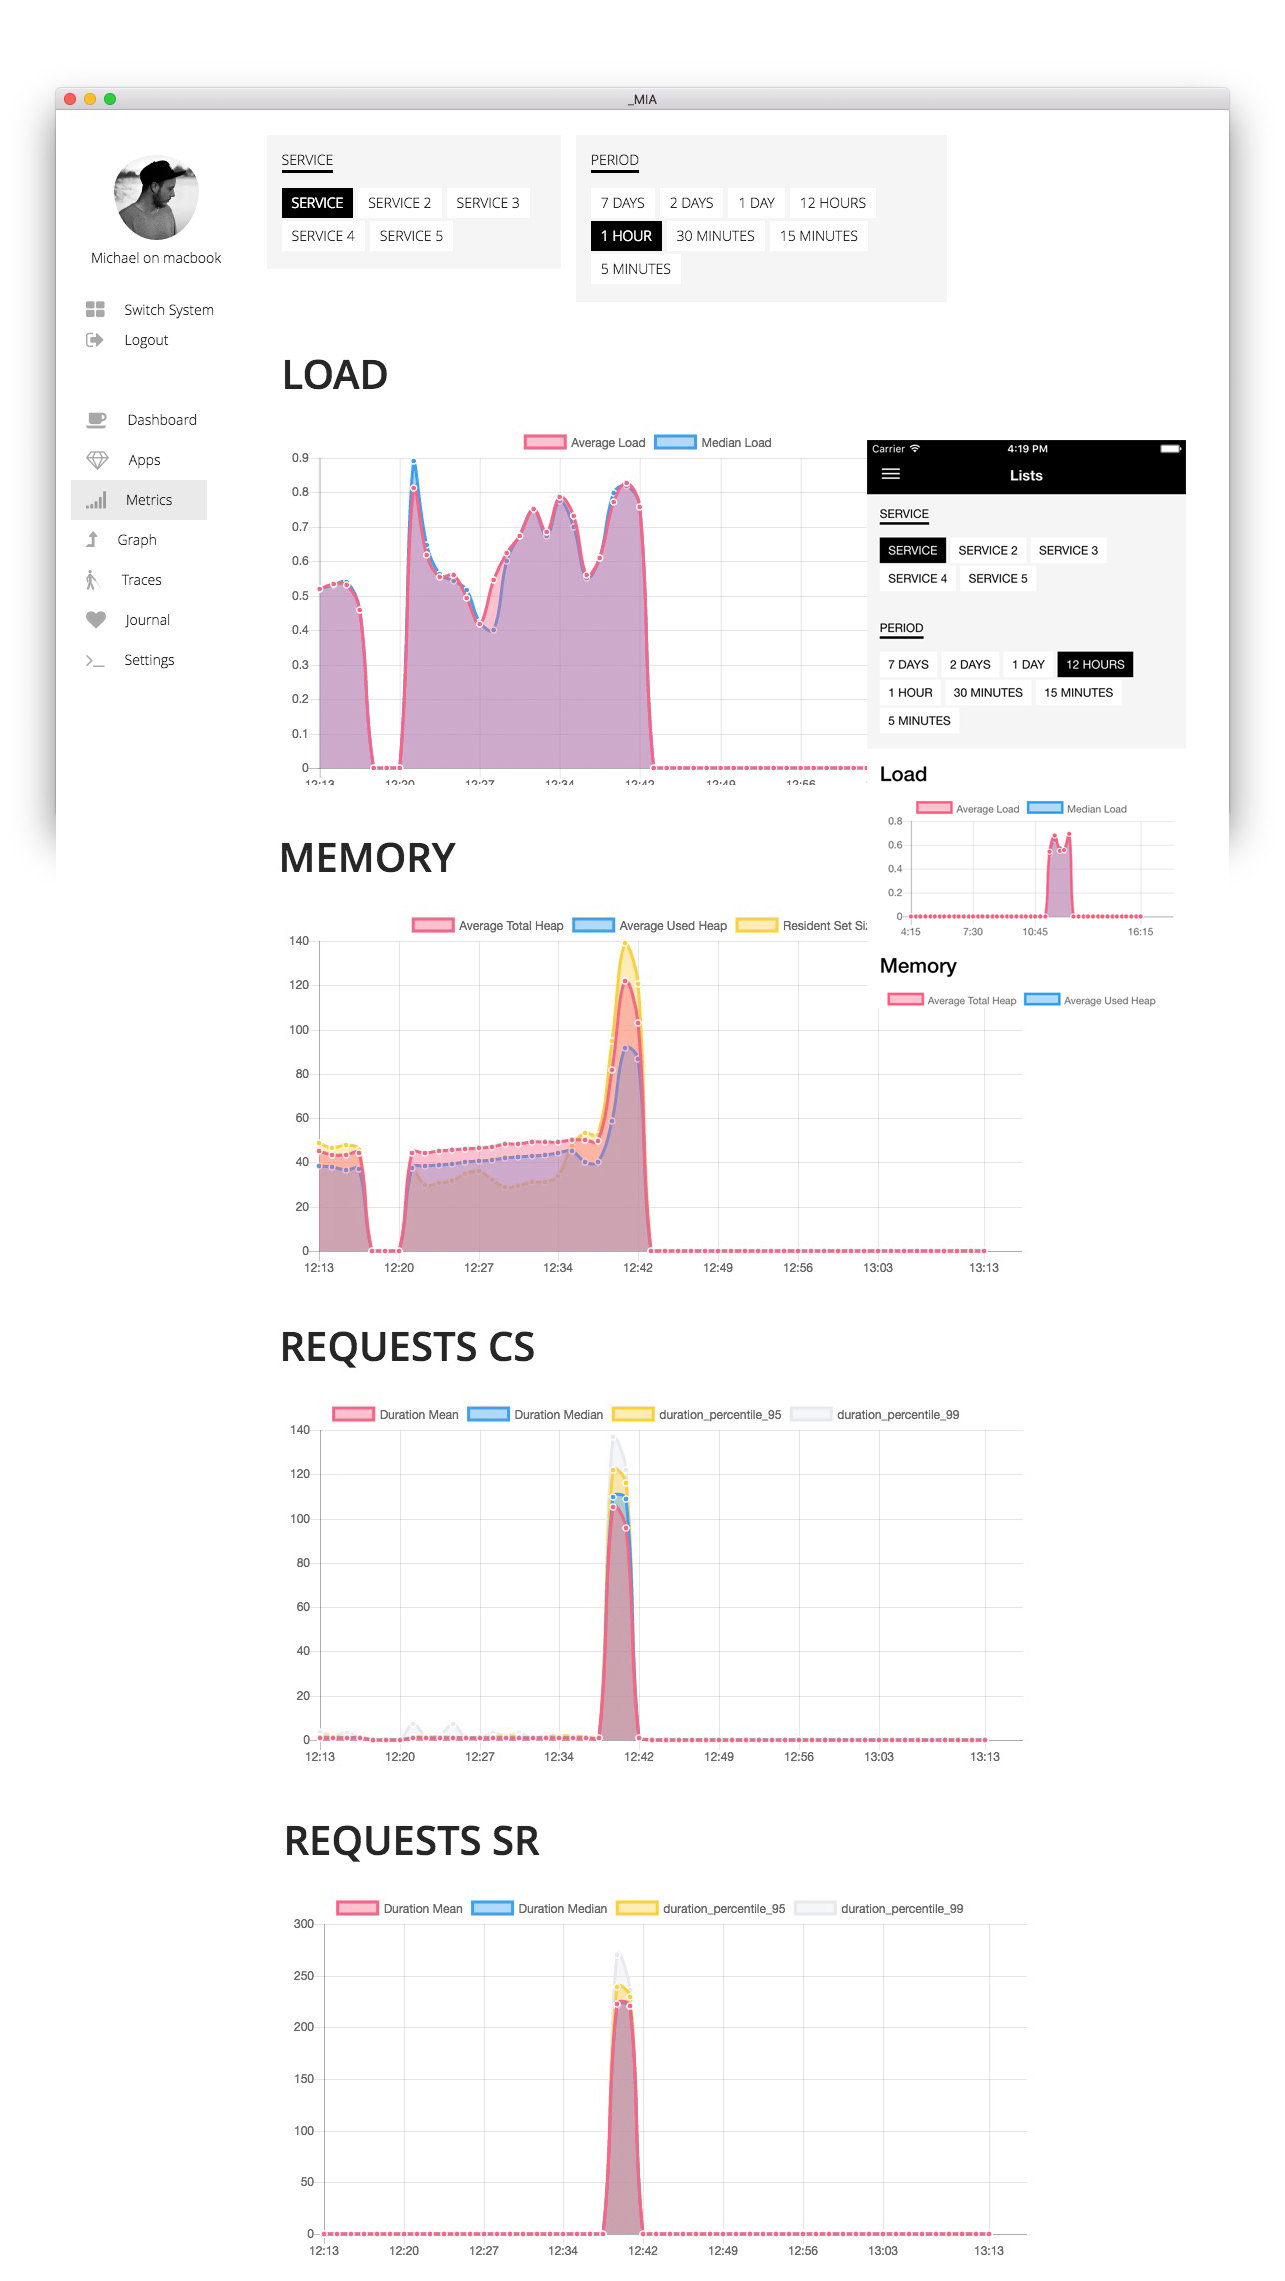 _MIA
Michael on macbook
Switch System
Logout
Dashboard
Apps
Metrics
Graph
Traces
Journal
Settings
SERVICE
SERVICE SERVICE 2 SERVICE 3
SERVICE 4 SERVICE 5
PERIOD
7 DAYS 2 DAYS 1 DAY 12 HOURS
1 HOUR 30 MINUTES 15 MINUTES
5 MINUTES
LOAD
Average Load Median Load
0.9
0.8
0.7
0.6
0.5
0.4
0.3
0.2
0.1
0
12:13 12:20 12:27 12:34 12:42 12:49 12:56
Carrier 4:19 PM
Lists
SERVICE
SERVICE SERVICE 2 SERVICE 3
SERVICE 4 SERVICE 5
PERIOD
7 DAYS 2 DAYS 1 DAY 12 HOURS
1 HOUR 30 MINUTES 15 MINUTES
5 MINUTES
Load
Average Load Median Load
0.8
0.6
0.4
0.2
0
4:15 7:30 10:45 16:15
Memory
Average Total Heap Average Used Heap
MEMORY
Average Total Heap Average Used Heap Resident Set
140
120
100
80
60
40
20
0
12:13 12:20 12:27 12:34 12:42 12:49 12:56 13:03 13:13
REQUESTS CS
Duration Mean Duration Median duration_percentile_95 duration_percentile_99
140
120
100
80
60
40
20
0
12:13 12:20 12:27 12:34 12:42 12:49 12:56 13:03 13:13
REQUESTS SR
Duration Mean Duration Median duration_percentile_95 duration_percentile_99
300
250
200
150
100
50
0
12:13 12:20 12:27 12:34 12:42 12:49 12:56 13:03 13:13